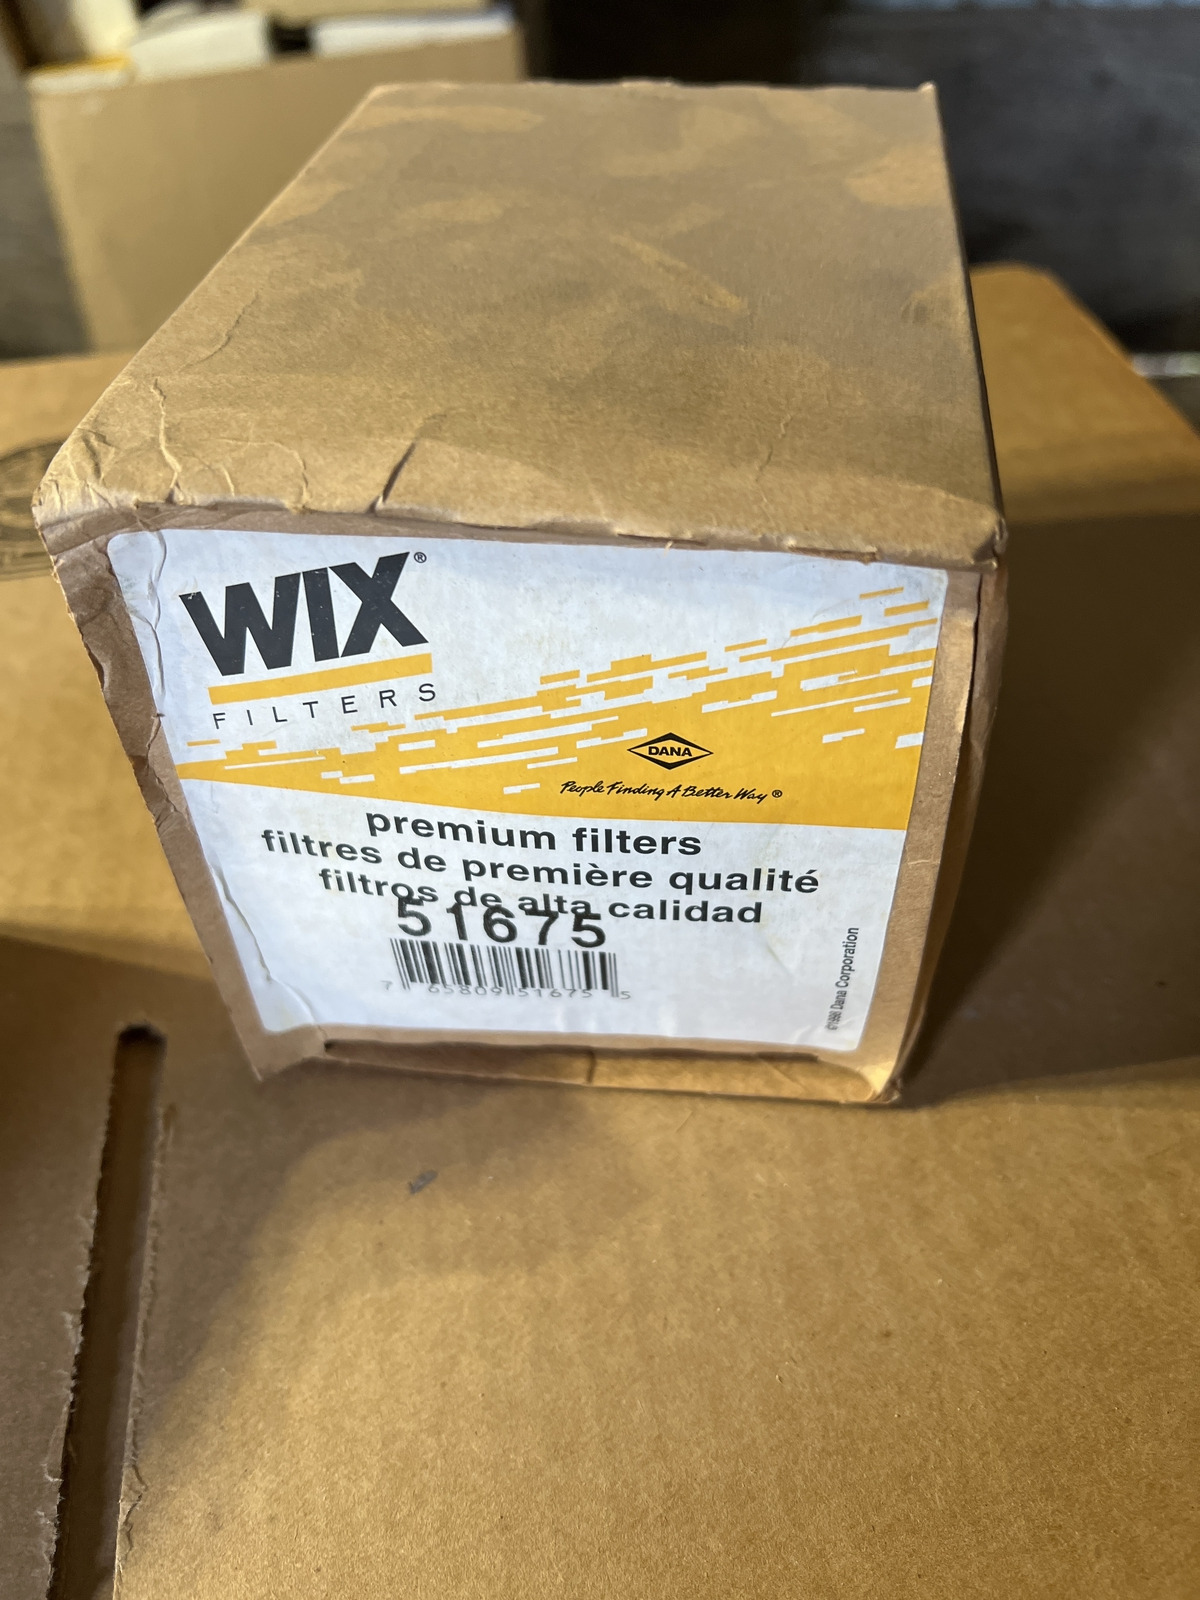 WIX®
FILTERS
DANA
People Finding A Better Way®
premium filters
filtres de première qualité
filtros de alta calidad
51675
7 65809 51675 5
©1998 Dana Corporation